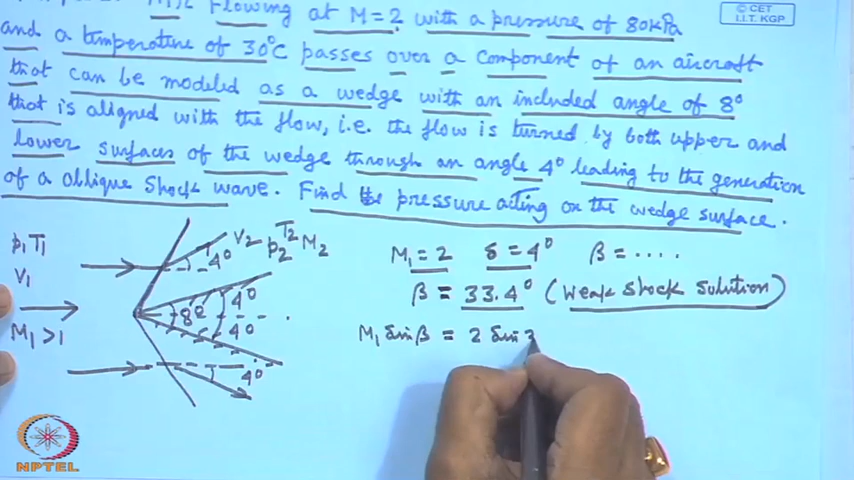 Air flowing at M=2 with a pressure of 80kPa
© CET
I.I.T. KGP
and a temperature of 30°C passes over a component of an aircraft
that can be modeled as a wedge with an included angle of 8°
that is aligned with the flow, i.e. the flow is turned by both upper and
lower surfaces of the wedge through an angle 4° leading to the generation
of a oblique shock wave. Find the pressure acting on the wedge surface.
p₁ T₁
V₁
M₁ >1
4°
V₂
p₂ T₂ M₂
8°
4°
4°
4°
M₁ = 2 δ = 4° β = ....
β = 33.4° (Weak shock solution)
M₁ sinβ = 2 sin 3
NPTEL